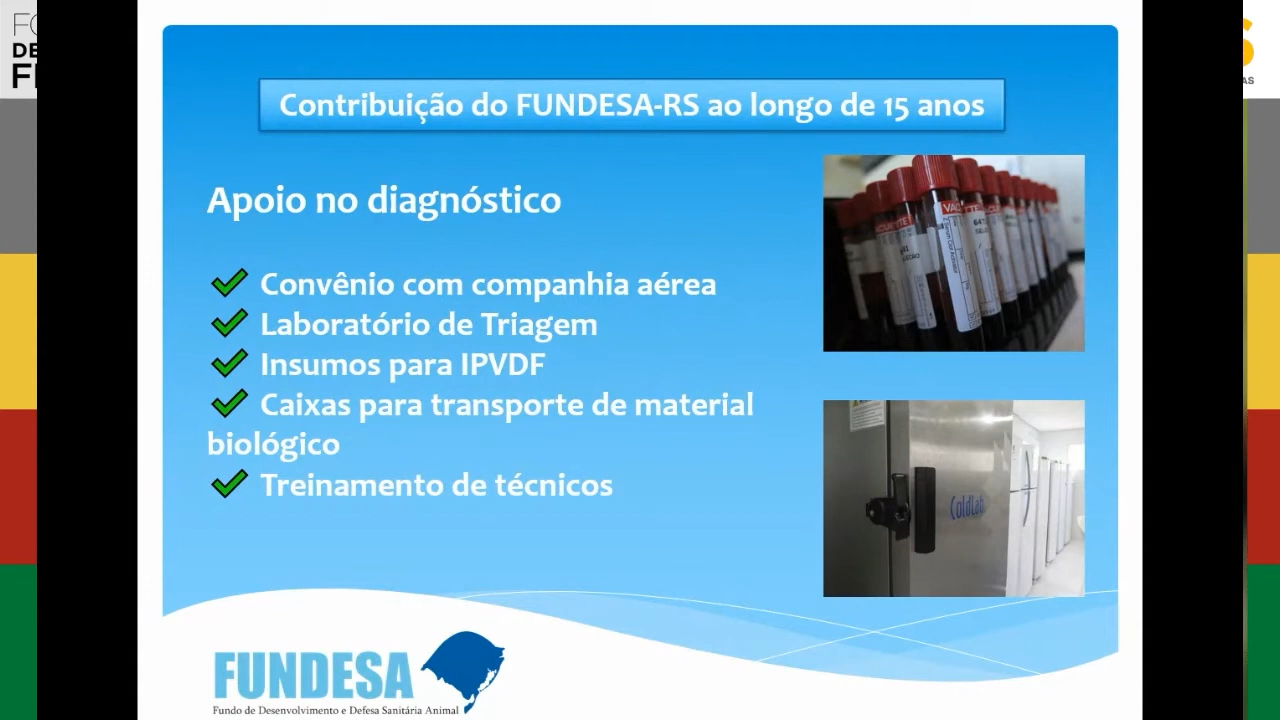 Contribuição do FUNDESA-RS ao longo de 15 anos
Apoio no diagnóstico
Convênio com companhia aérea
Laboratório de Triagem
Insumos para IPVDF
Caixas para transporte de material
biológico
Treinamento de técnicos
ColdLab
FUNDESA
Fundo de Desenvolvimento e Defesa Sanitária Animal